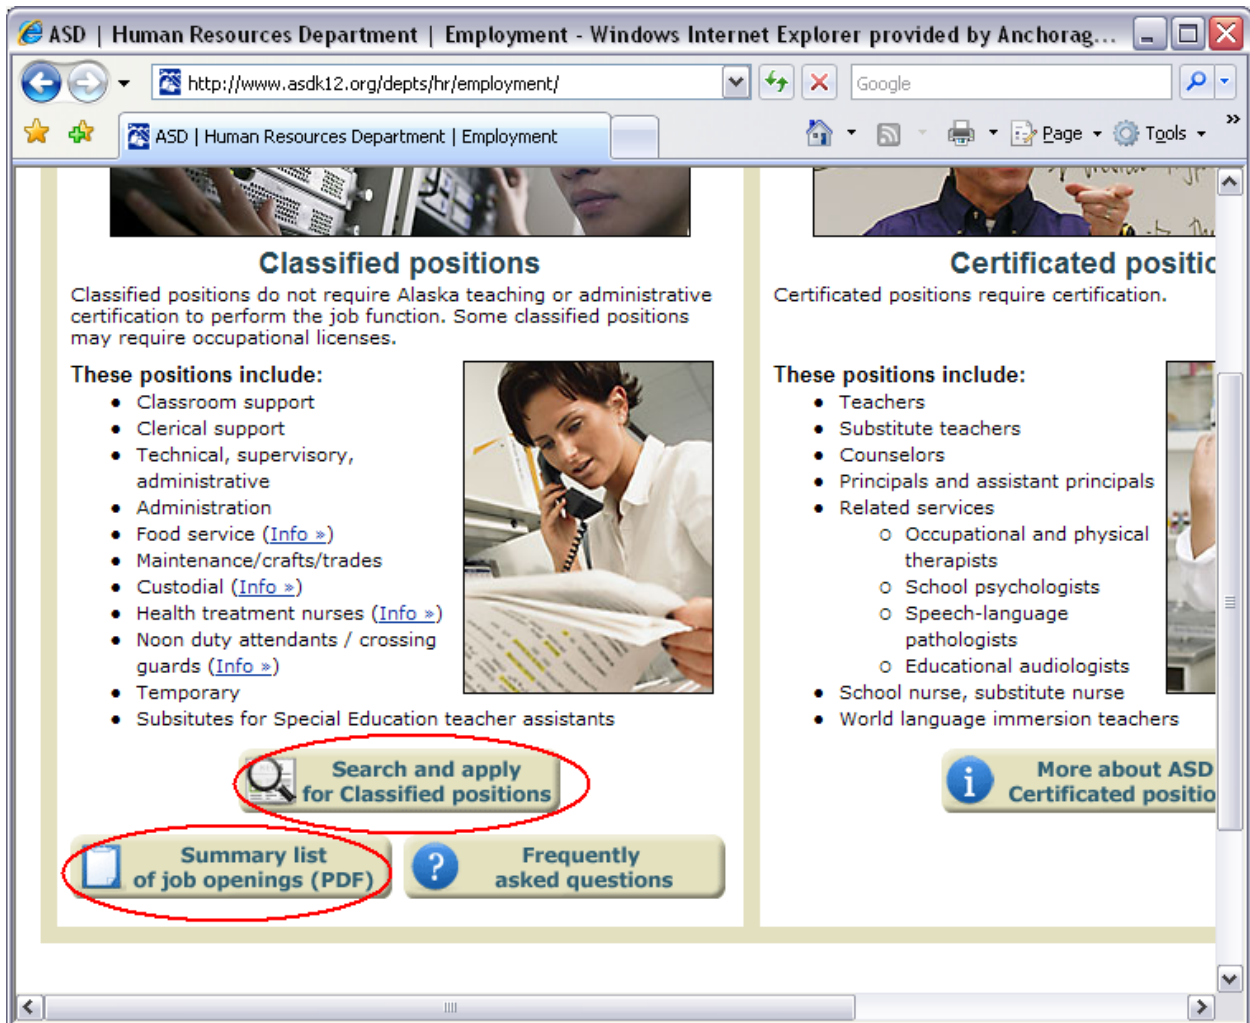 ASD | Human Resources Department | Employment - Windows Internet Explorer provided by Anchorag...
http://www.asdk12.org/depts/hr/employment/
Google
ASD | Human Resources Department | Employment
Page
Tools
»
Classified positions
Classified positions do not require Alaska teaching or administrative
certification to perform the job function. Some classified positions
may require occupational licenses.
These positions include:
• Classroom support
• Clerical support
• Technical, supervisory,
administrative
• Administration
• Food service (Info »)
• Maintenance/crafts/trades
• Custodial (Info »)
• Health treatment nurses (Info »)
• Noon duty attendants / crossing
guards (Info »)
• Temporary
• Subsitutes for Special Education teacher assistants
Search and apply
for Classified positions
Summary list
of job openings (PDF)
?
Frequently
asked questions
Certificated positic
Certificated positions require certification.
These positions include:
• Teachers
• Substitute teachers
• Counselors
• Principals and assistant principals
• Related services
o Occupational and physical
therapists
o School psychologists
o Speech-language
pathologists
o Educational audiologists
• School nurse, substitute nurse
• World language immersion teachers
i
More about ASD
Certificated positio